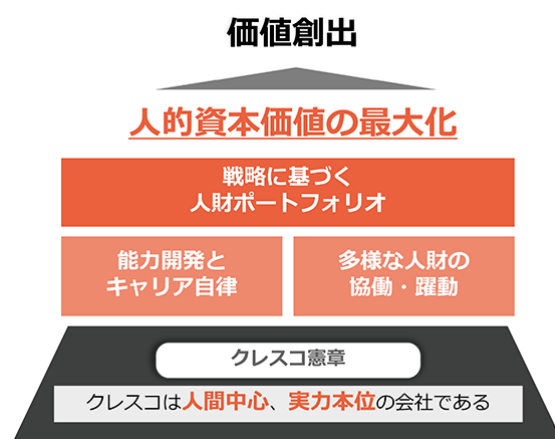 価値創出
人的資本価値の最大化
戦略に基づく
人財ポートフォリオ
能力開発と
キャリア自律
多様な人財の
協働・躍動
クレスコ憲章
クレスコは人間中心、実力本位の会社である